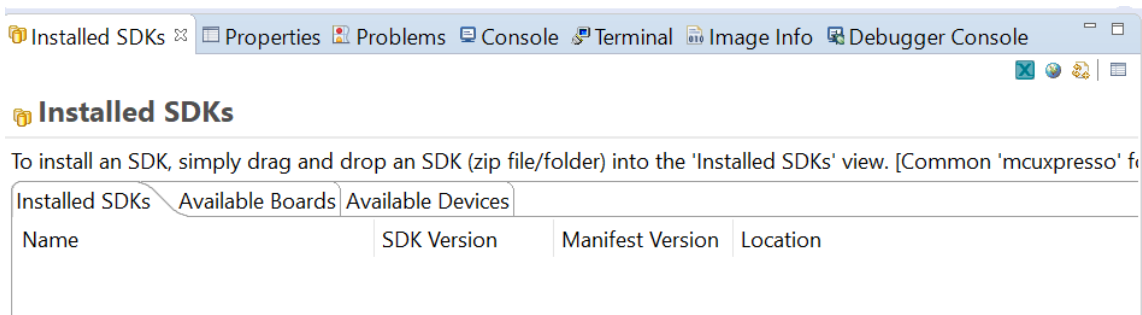 Installed SDKs Properties Problems Console Terminal Image Info Debugger Console
Installed SDKs
To install an SDK, simply drag and drop an SDK (zip file/folder) into the 'Installed SDKs' view. [Common 'mcuxpresso' f
Installed SDKs Available Boards Available Devices
Name SDK Version Manifest Version Location